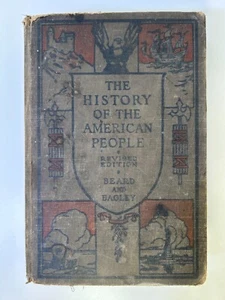 THE
HISTORY
OF THE
AMERICAN
PEOPLE
REVISED
EDITION
BEARD
AND
BAGLEY